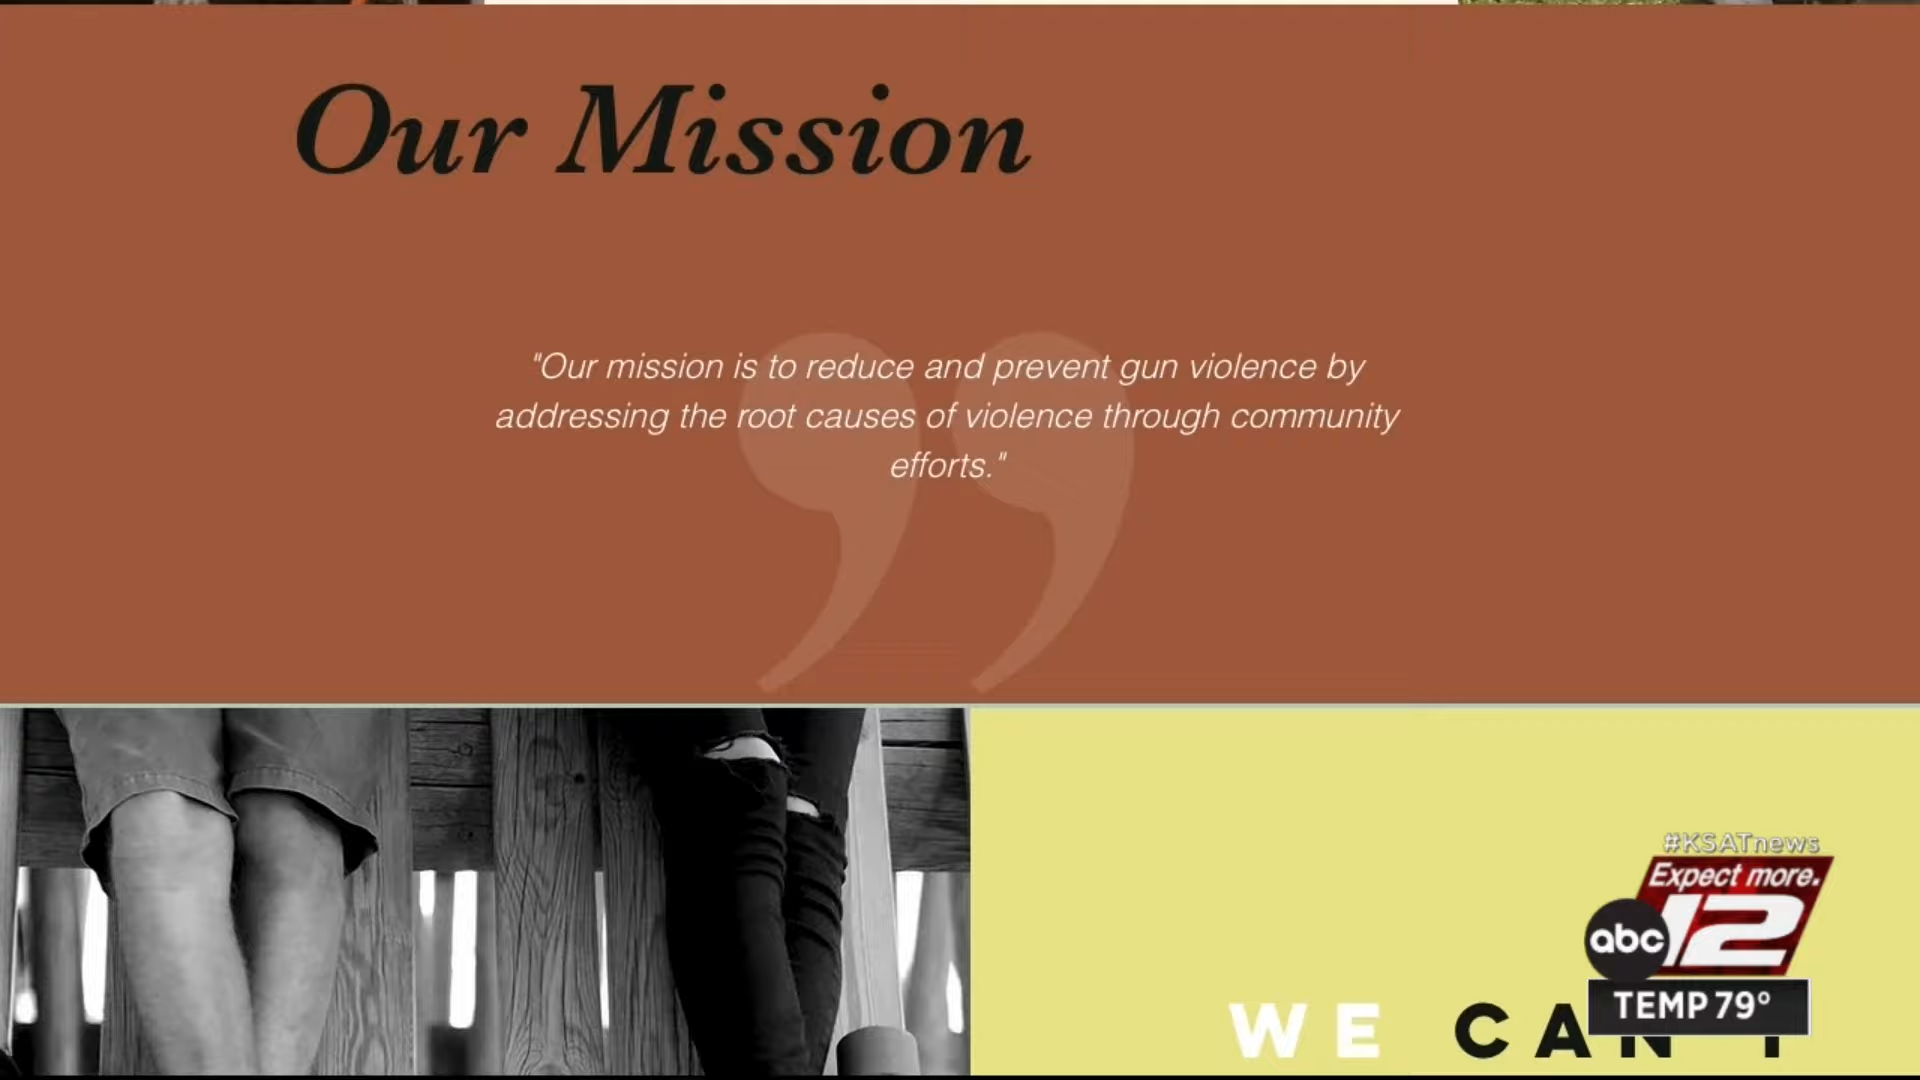 Our Mission
"Our mission is to reduce and prevent gun violence by
addressing the root causes of violence through community
efforts."
#KSATnews
Expect more.
abc 12
TEMP 79°
WE